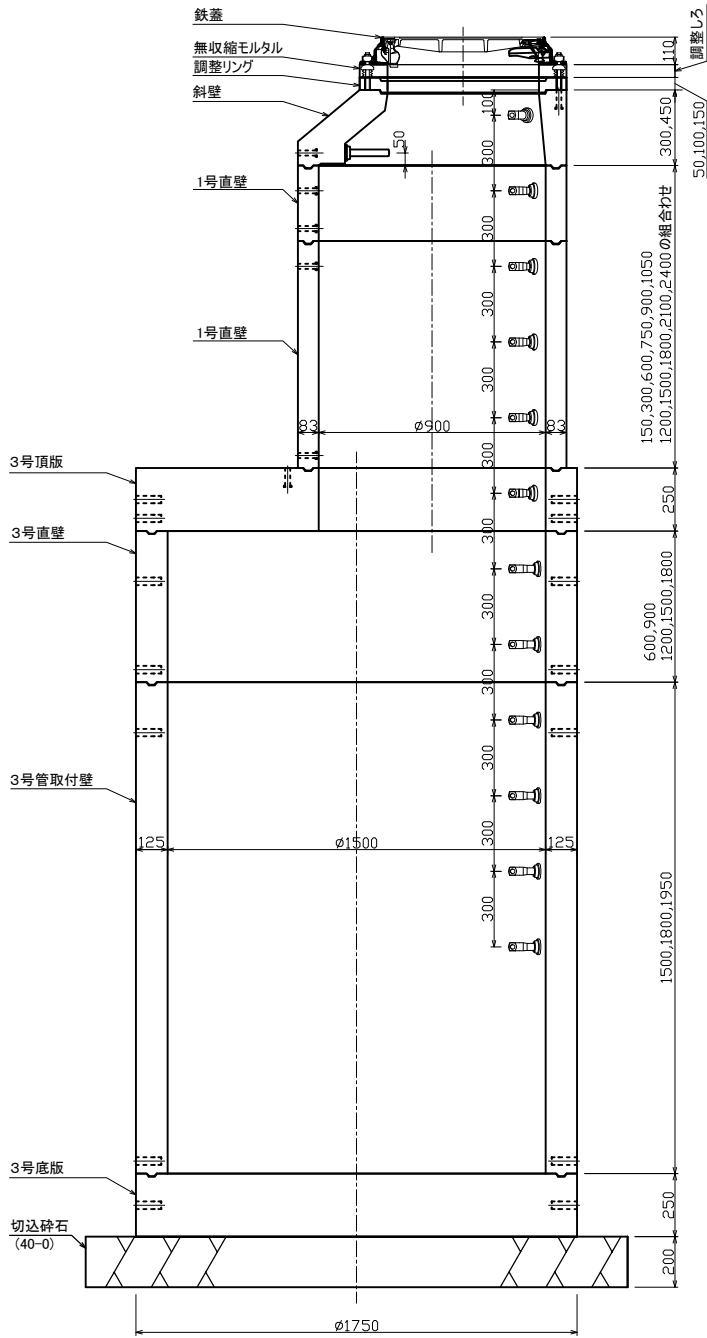 鉄蓋
無収縮モルタル
調整リング
斜壁
1号直壁
1号直壁
3号頂版
3号直壁
3号管取付壁
3号底版
切込砕石
(40-0)
100
300
50
300
300
300
300
83
ø900
83
300
300
300
300
300
300
300
125
ø1500
125
ø1750
110
調整しろ
50,100,150
300,450
150,300,600,750,900,1050
1200,1500,1800,2100,2400の組合わせ
250
600,900
1200,1500,1800
1500,1800,1950
250
200